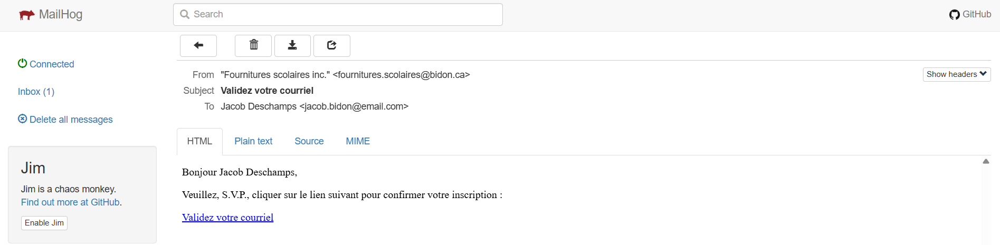 MailHog
Search
GitHub
Connected
Inbox (1)
Delete all messages
Jim
Jim is a chaos monkey.
Find out more at GitHub.
Enable Jim
From "Fournitures scolaires inc." <fournitures.scolaires@bidon.ca>
Show headers
Subject Validez votre courriel
To Jacob Deschamps <jacob.bidon@email.com>
HTML Plain text Source MIME
Bonjour Jacob Deschamps,
Veuillez, S.V.P., cliquer sur le lien suivant pour confirmer votre inscription :
Validez votre courriel